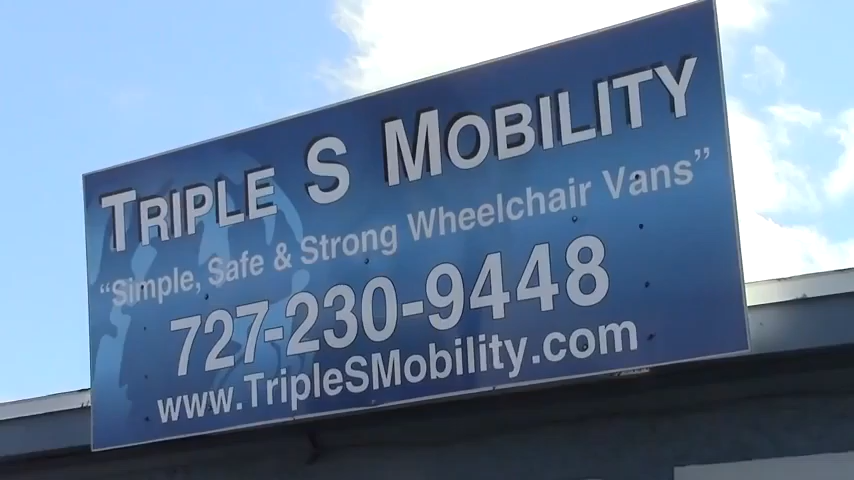 TRIPLE S MOBILITY
“Simple, Safe & Strong Wheelchair Vans”
727-230-9448
www.TripleSMobility.com